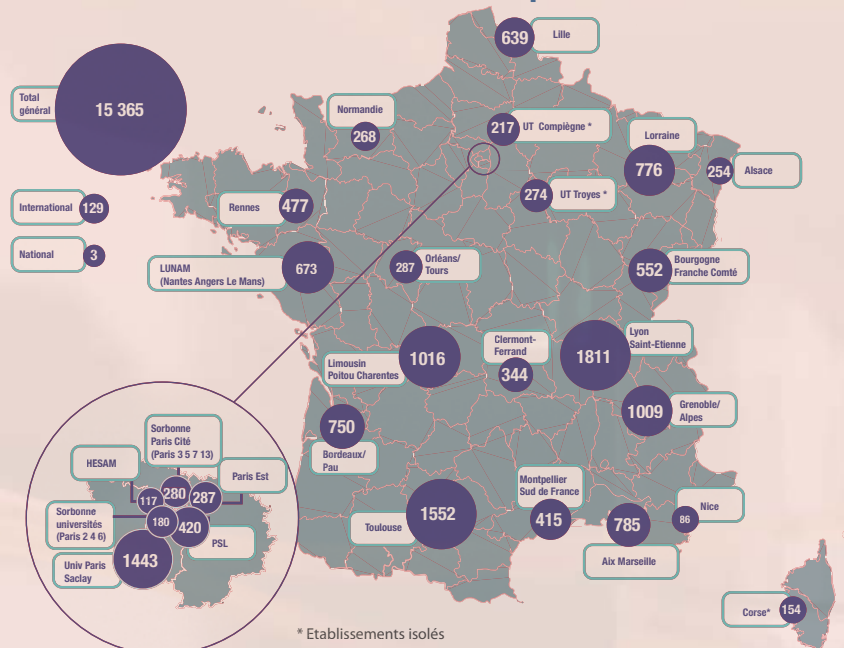 639
Lille
Total
général
15 365
Normandie
268
217
UT Compiègne *
Lorraine
776
254
Alsace
International
129
Rennes
477
274
UT Troyes *
National
3
LUNAM
(Nantes Angers Le Mans)
673
287
Orléans/
Tours
552
Bourgogne
Franche Comté
Limousin
Poitou Charentes
1016
Clermont-
Ferrand
344
1811
Lyon
Saint-Etienne
750
Bordeaux/
Pau
1009
Grenoble/
Alpes
Sorbonne
Paris Cité
(Paris 3 5 7 13)
HESAM
Paris Est
117
280
287
Sorbonne
universités
(Paris 2 4 6)
180
420
PSL
Univ Paris
Saclay
1443
Toulouse
1552
Montpellier
Sud de France
415
785
Aix Marseille
Nice
86
Corse*
154
* Etablissements isolés